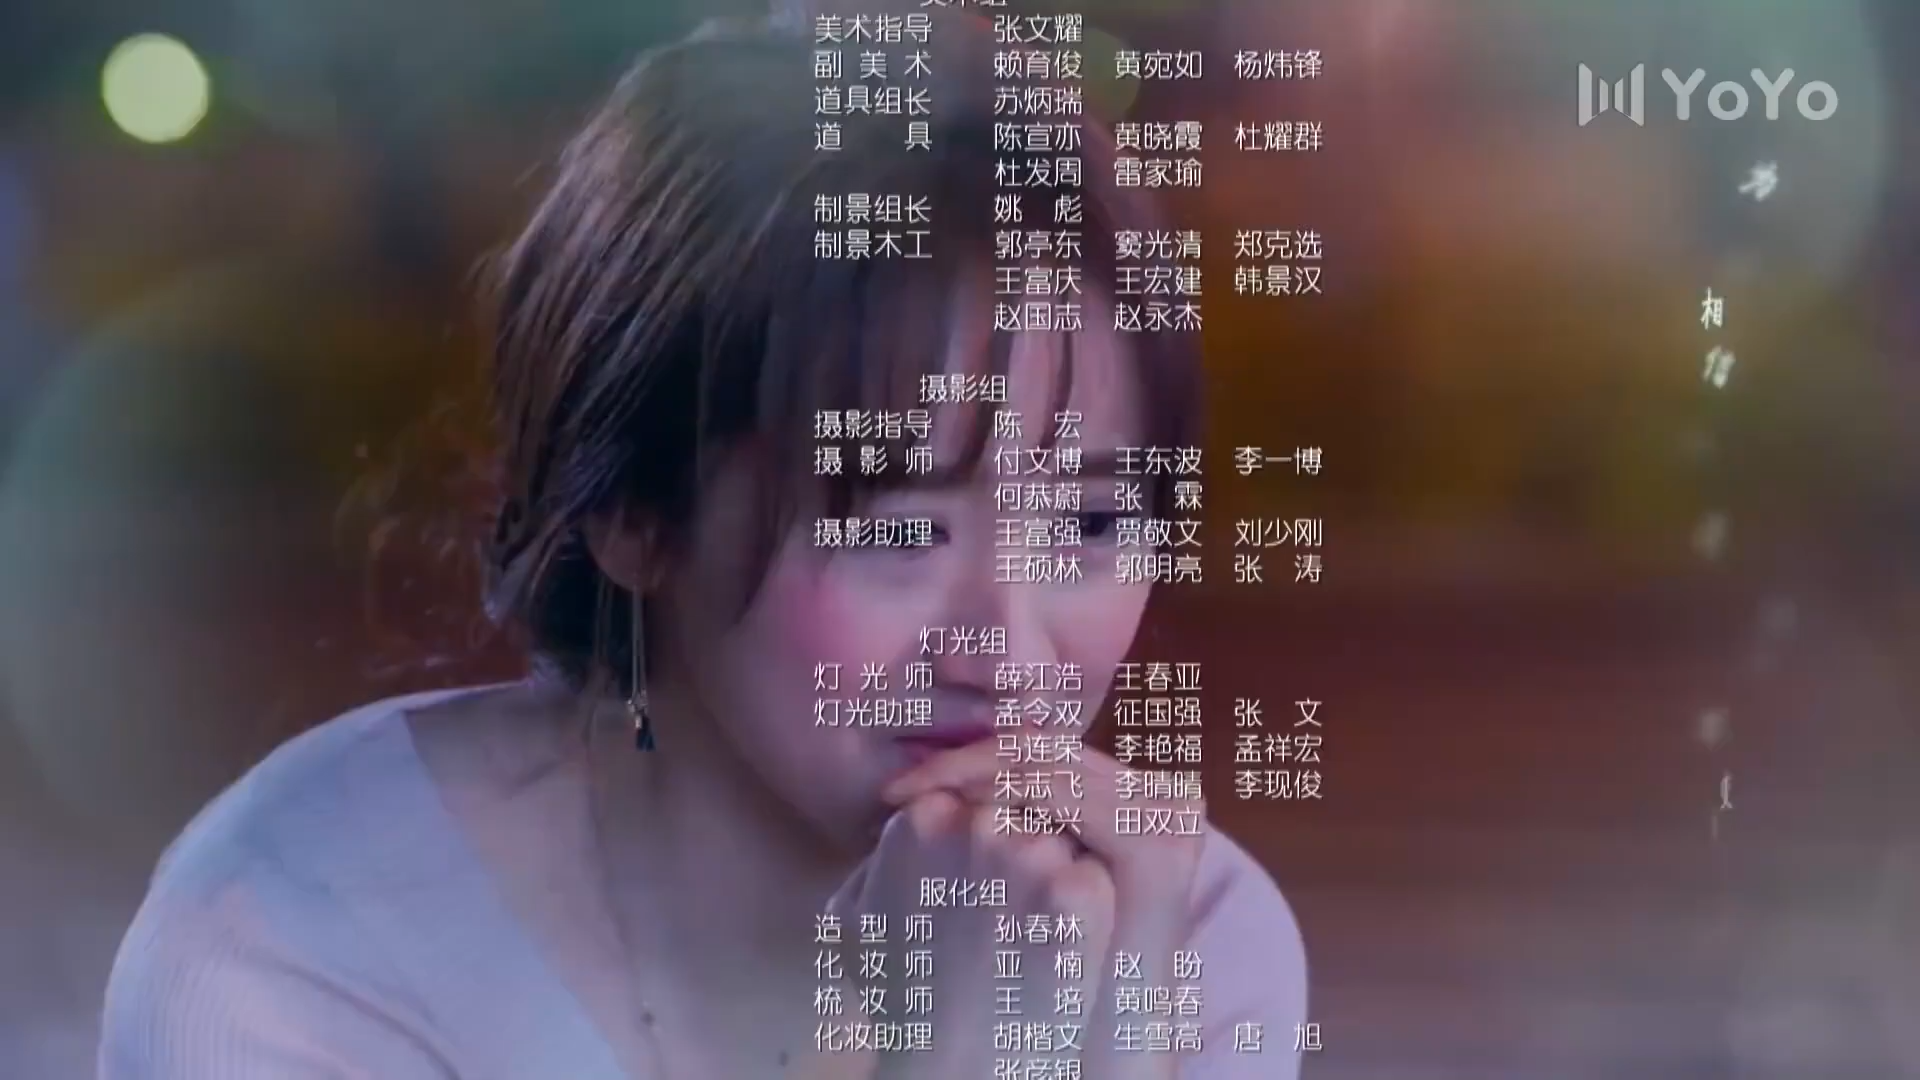 美术指导 张文耀
副美术 赖育俊 黄宛如 杨炜锋
道具组长 苏炳瑞
道具 陈宣亦 黄晓霞 杜耀群
杜发周 雷家瑜
制景组长 姚彪
制景木工 郭亭东 窦光清 郑克选
王富庆 王宏建 韩景汉
赵国志 赵永杰
摄影组
摄影指导 陈宏
摄影师 付文博 王东波 李一博
何恭蔚 张霖
摄影助理 王富强 贾敬文 刘少刚
王硕林 郭明亮 张涛
灯光组
灯光师 薛江浩 王春亚
灯光助理 孟令双 征国强 张文
马连荣 李艳福 孟祥宏
朱志飞 李晴晴 李现俊
朱晓兴 田双立
服化组
造型师 孙春林
化妆师 亚楠 赵盼
梳妆师 王培 黄鸣春
化妆助理 胡楷文 生雪高 唐旭
张彦银
YoYo
相信